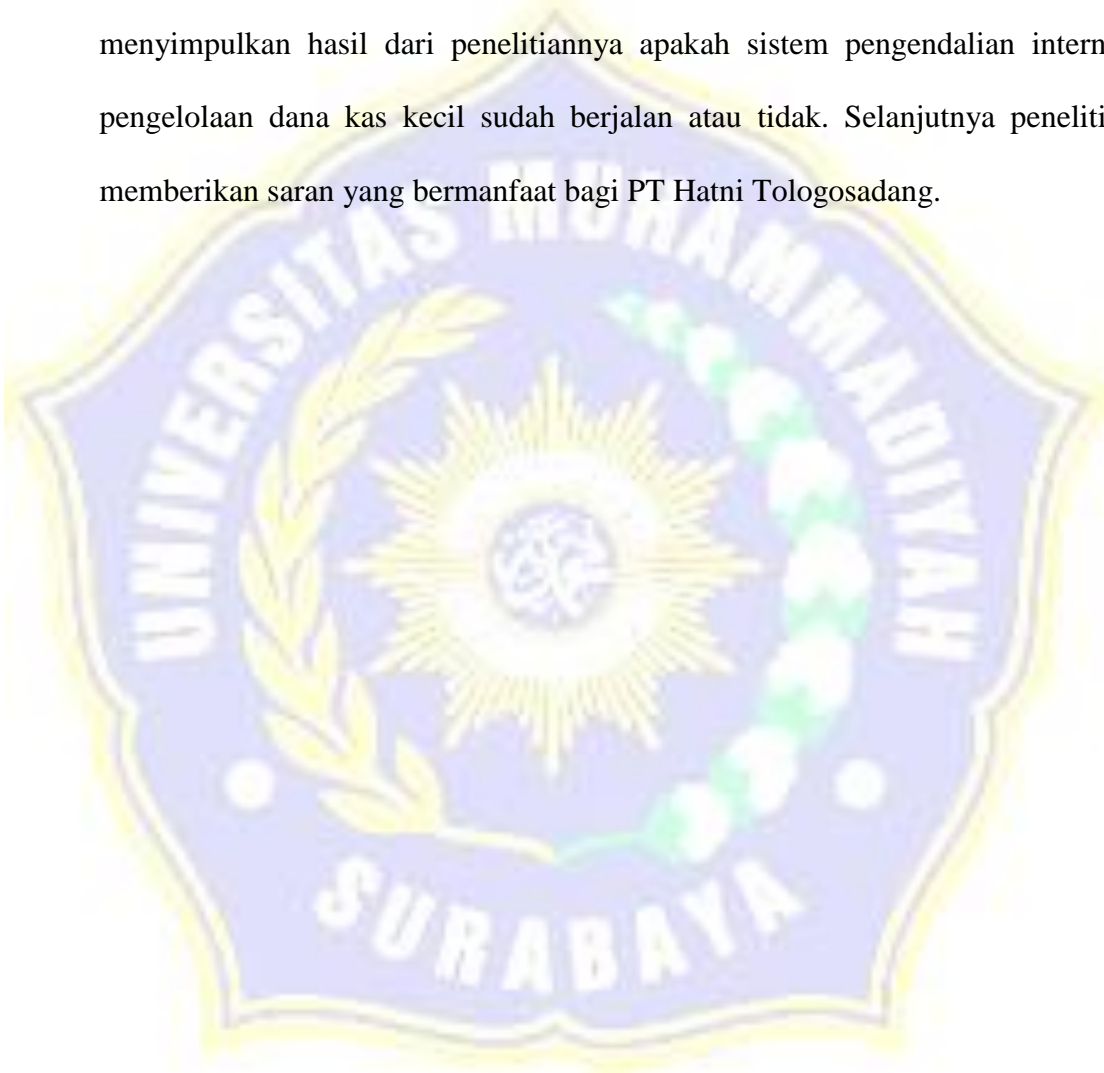 menyimpulkan hasil dari penelitiannya apakah sistem pengendalian intern
pengelolaan dana kas kecil sudah berjalan atau tidak. Selanjutnya peneliti
memberikan saran yang bermanfaat bagi PT Hatni Tologosadang.
UNIVERSITAS MUHAMMADIYAH
SURABAYA